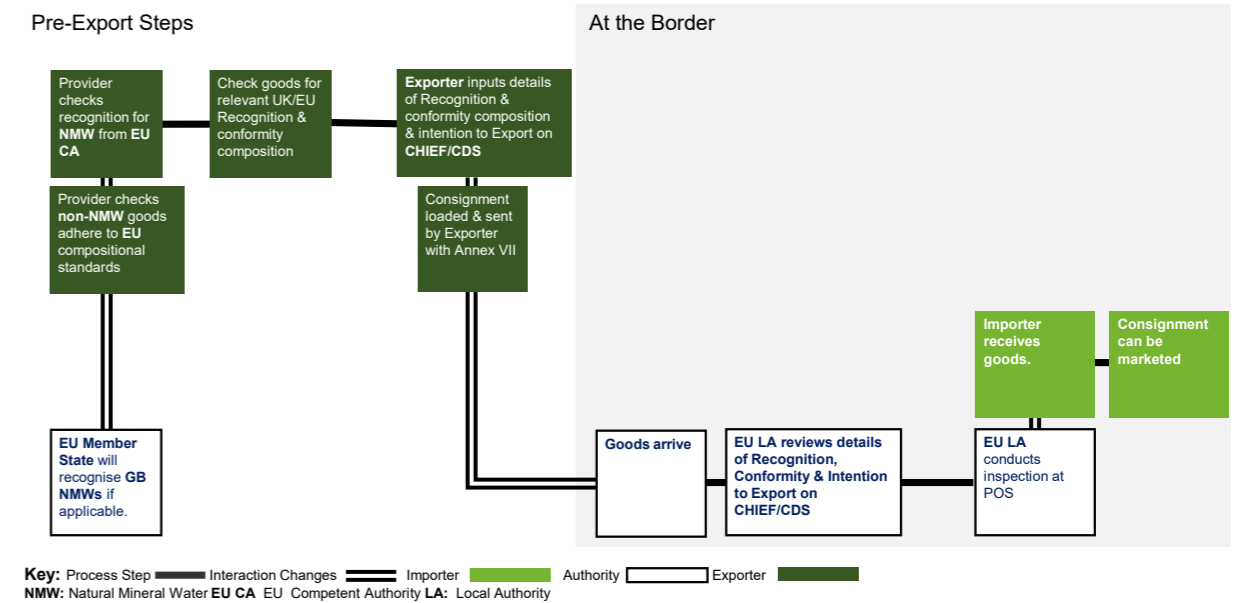 Pre-Export Steps
At the Border
Provider
checks
recognition for
NMW from EU
CA
Check goods for
relevant UK/EU
Recognition &
conformity
composition
Exporter inputs details
of Recognition &
conformity composition
& intention to Export on
CHIEF/CDS
Provider checks
non-NMW goods
adhere to EU
compositional
standards
Consignment
loaded & sent
by Exporter
with Annex VII
EU Member
State will
recognise GB
NMWs if
applicable.
Goods arrive
EU LA reviews details
of Recognition,
Conformity & Intention
to Export on
CHIEF/CDS
EU LA
conducts
inspection at
POS
Importer
receives
goods.
Consignment
can be
marketed
Key: Process Step Interaction Changes Importer Authority Exporter
NMW: Natural Mineral Water EU CA EU Competent Authority LA: Local Authority